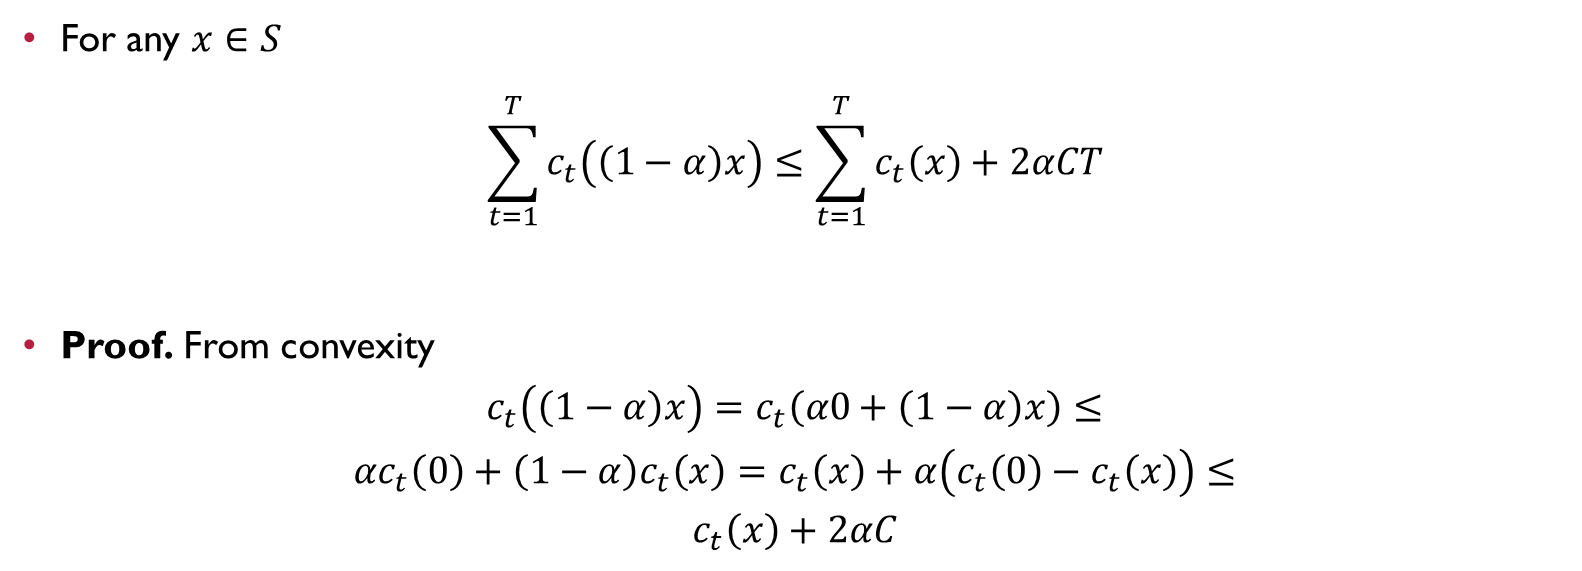 • For any 𝑥 ∈ 𝑆
∑_{t=1}^{T} c_t((1 − α)x) ≤ ∑_{t=1}^{T} c_t(x) + 2αCT
• Proof. From convexity
c_t((1 − α)x) = c_t(α0 + (1 − α)x) ≤
αc_t(0) + (1 − α)c_t(x) = c_t(x) + α(c_t(0) − c_t(x)) ≤
c_t(x) + 2αC